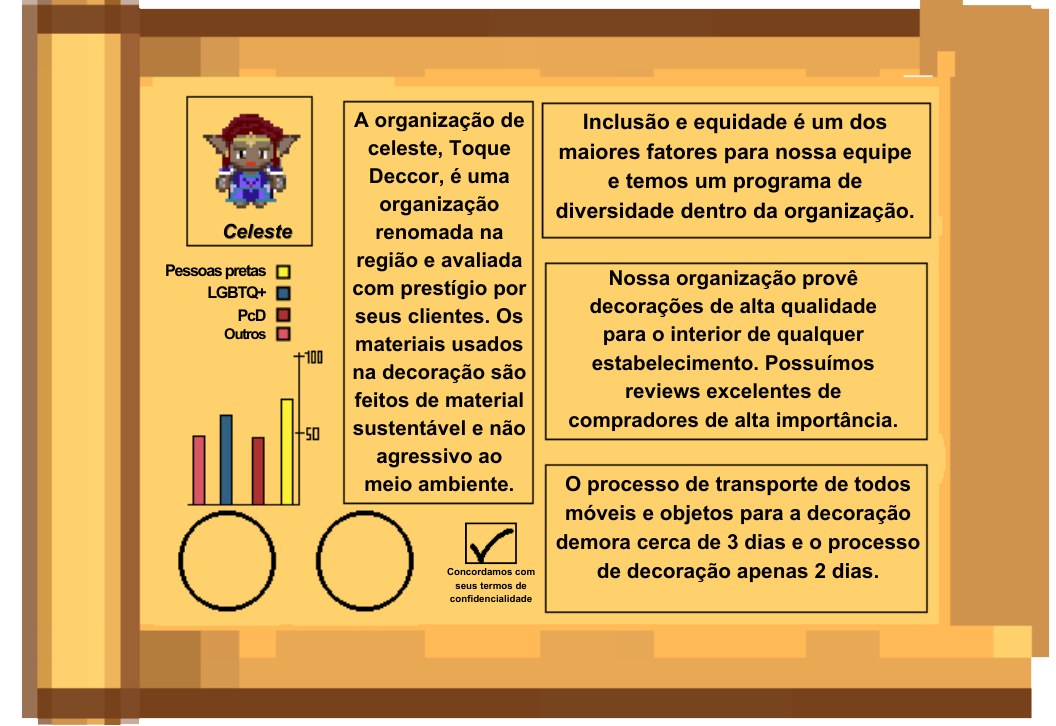 Celeste
Pessoas pretas
LGBTQ+
PcD
Outros
100
50
A organização de
celeste, Toque
Deccor, é uma
organização
renomada na
região e avaliada
com prestígio por
seus clientes. Os
materiais usados
na decoração são
feitos de material
sustentável e não
agressivo ao
meio ambiente.
Concordamos com
seus termos de
confidencialidade
Inclusão e equidade é um dos
maiores fatores para nossa equipe
e temos um programa de
diversidade dentro da organização.
Nossa organização provê
decorações de alta qualidade
para o interior de qualquer
estabelecimento. Possuímos
reviews excelentes de
compradores de alta importância.
O processo de transporte de todos
móveis e objetos para a decoração
demora cerca de 3 dias e o processo
de decoração apenas 2 dias.